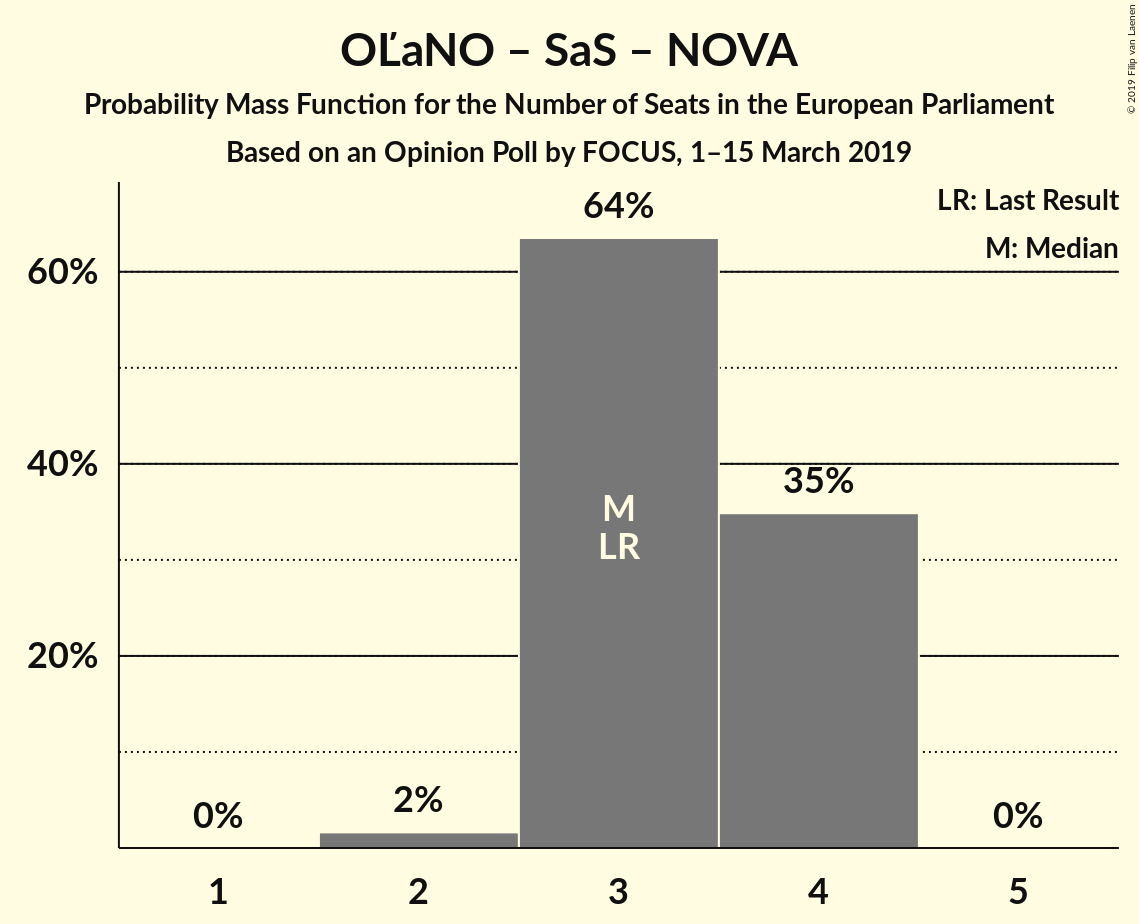 OĽaNO – SaS – NOVA
Probability Mass Function for the Number of Seats in the European Parliament
Based on an Opinion Poll by FOCUS, 1–15 March 2019
© 2019 Filip van Laenen
LR: Last Result
M: Median
64%
60%
40%
35%
M
LR
20%
2%
0%
0%
1
2
3
4
5